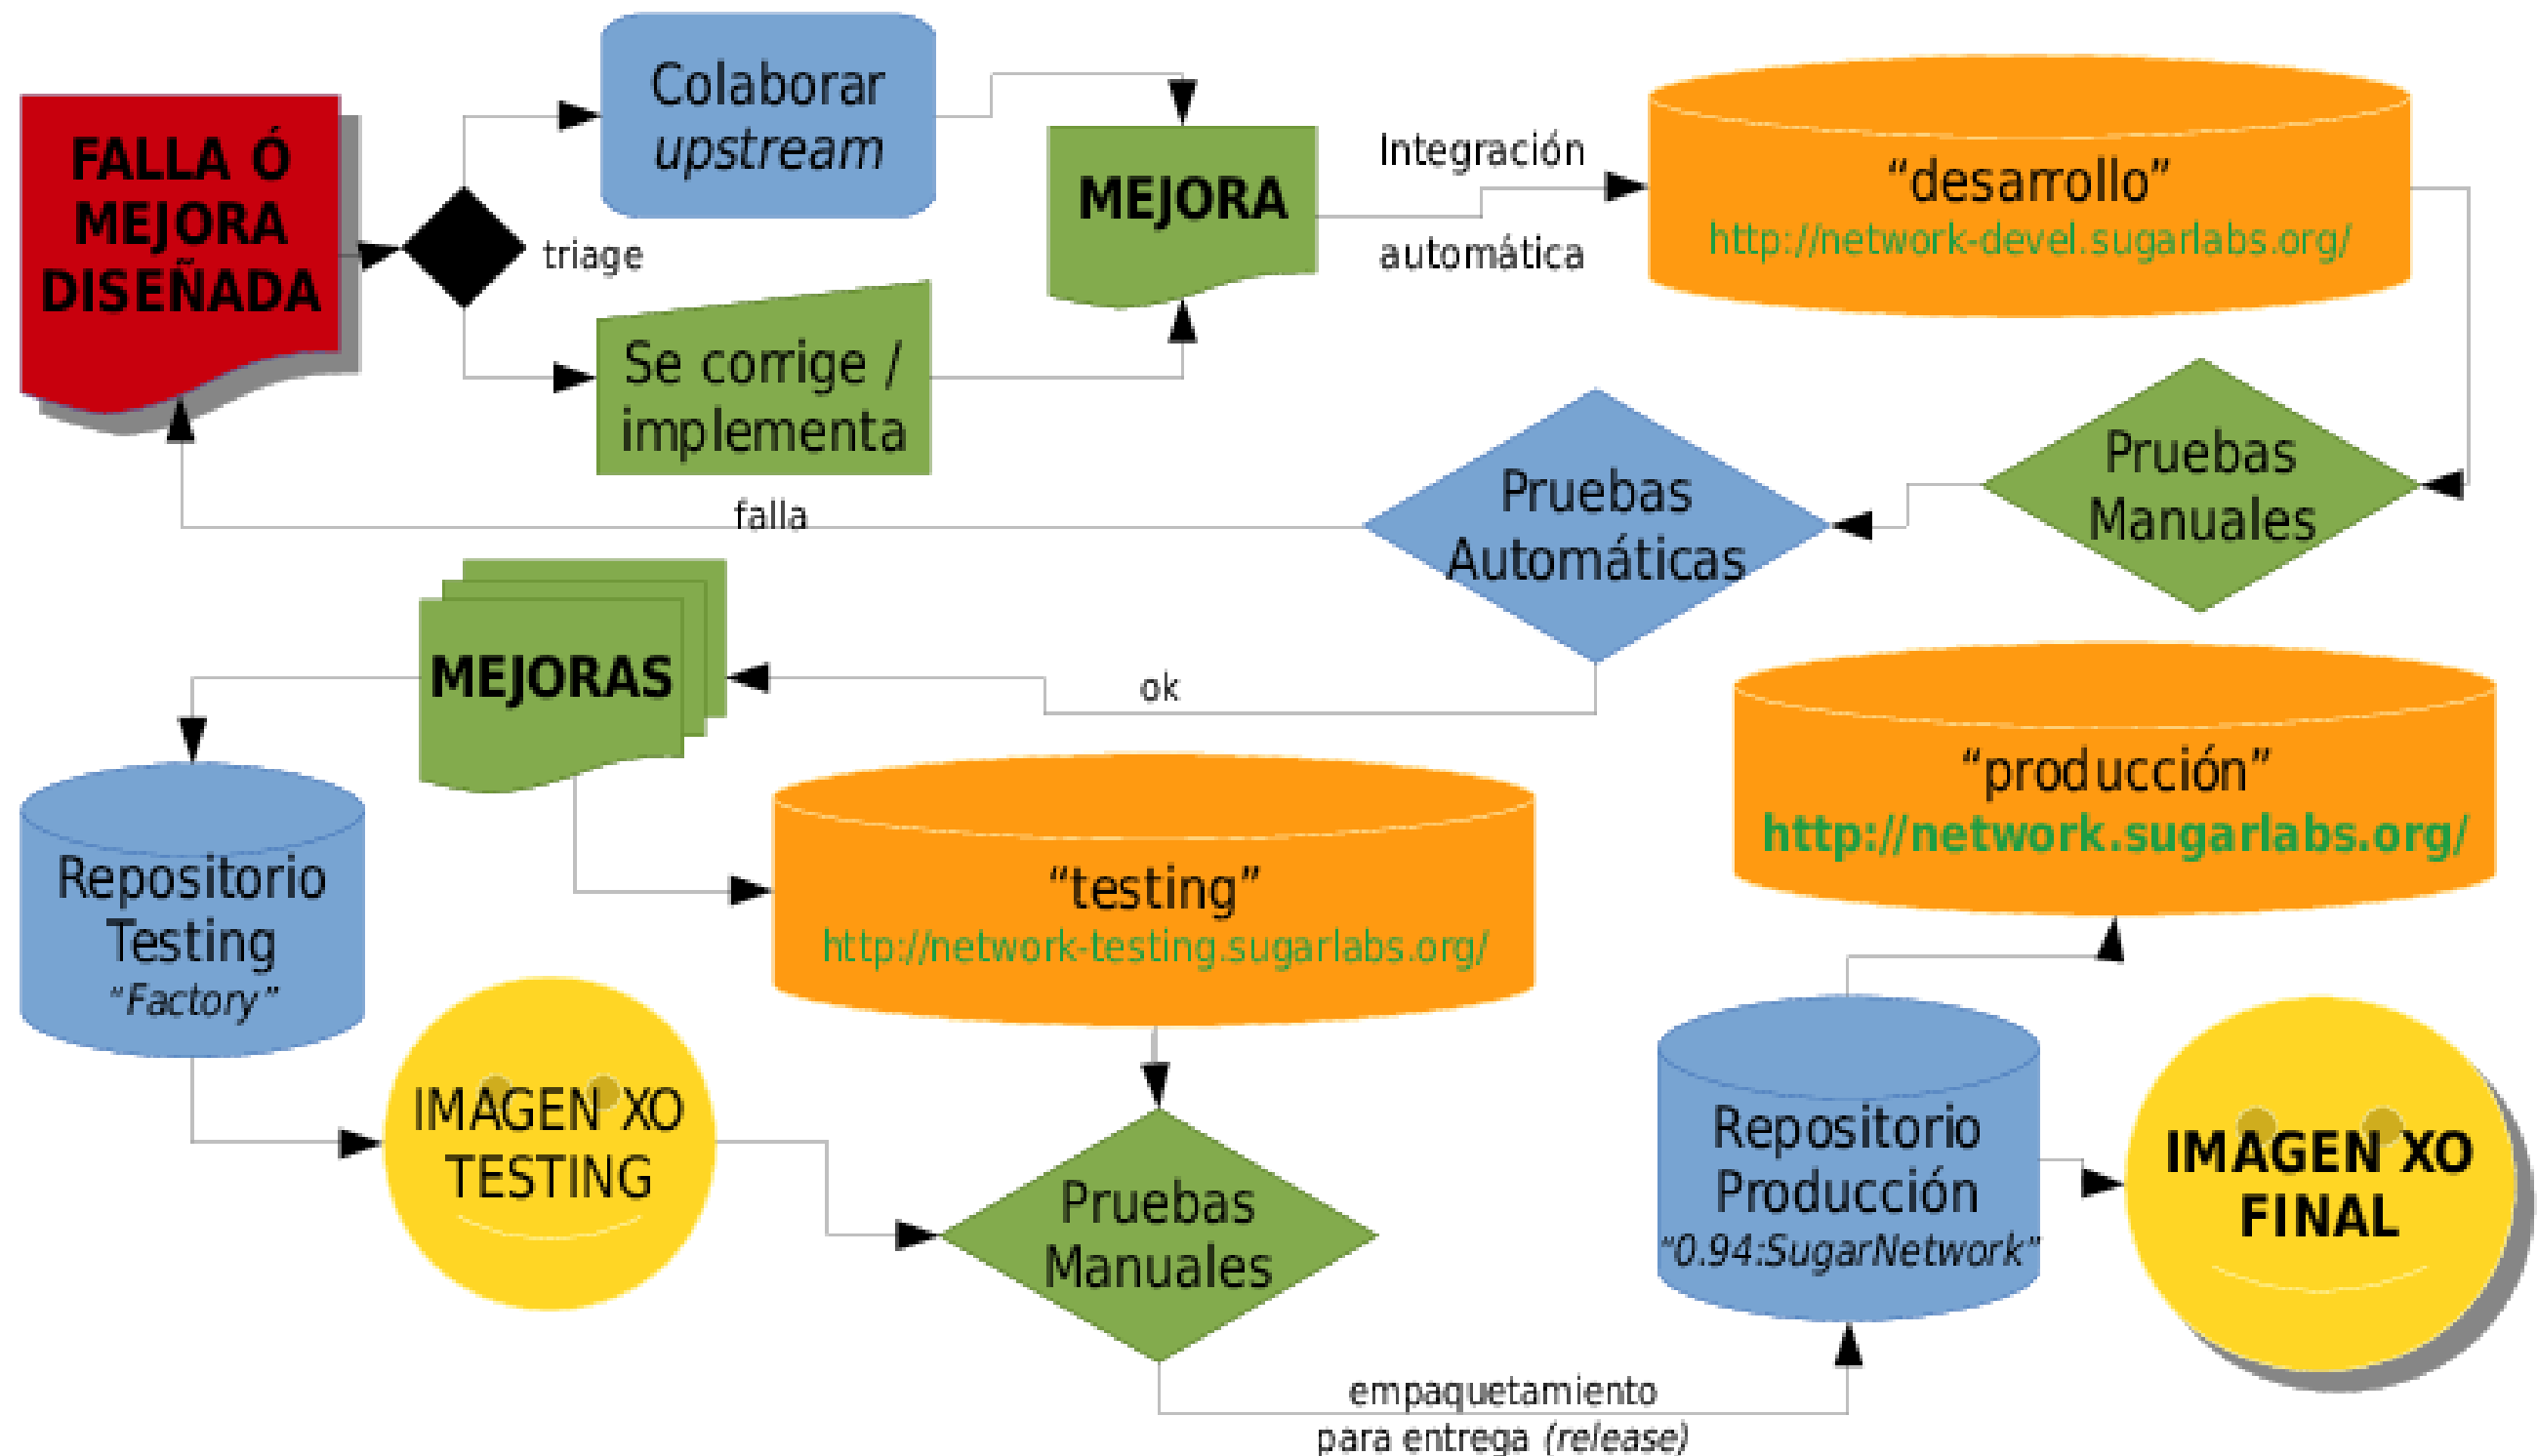 FALLA Ó
MEJORA
DISEÑADA
triage
Colaborar
upstream
Se corrige /
implementa
MEJORA
Integración
automática
“desarrollo”
http://network-devel.sugarlabs.org/
Pruebas
Manuales
Pruebas
Automáticas
falla
ok
MEJORAS
Repositorio
Testing
“Factory”
IMAGEN XO
TESTING
“testing”
http://network-testing.sugarlabs.org/
Pruebas
Manuales
empaquetamiento
para entrega (release)
Repositorio
Producción
“0.94:SugarNetwork”
“producción”
http://network.sugarlabs.org/
IMAGEN XO
FINAL